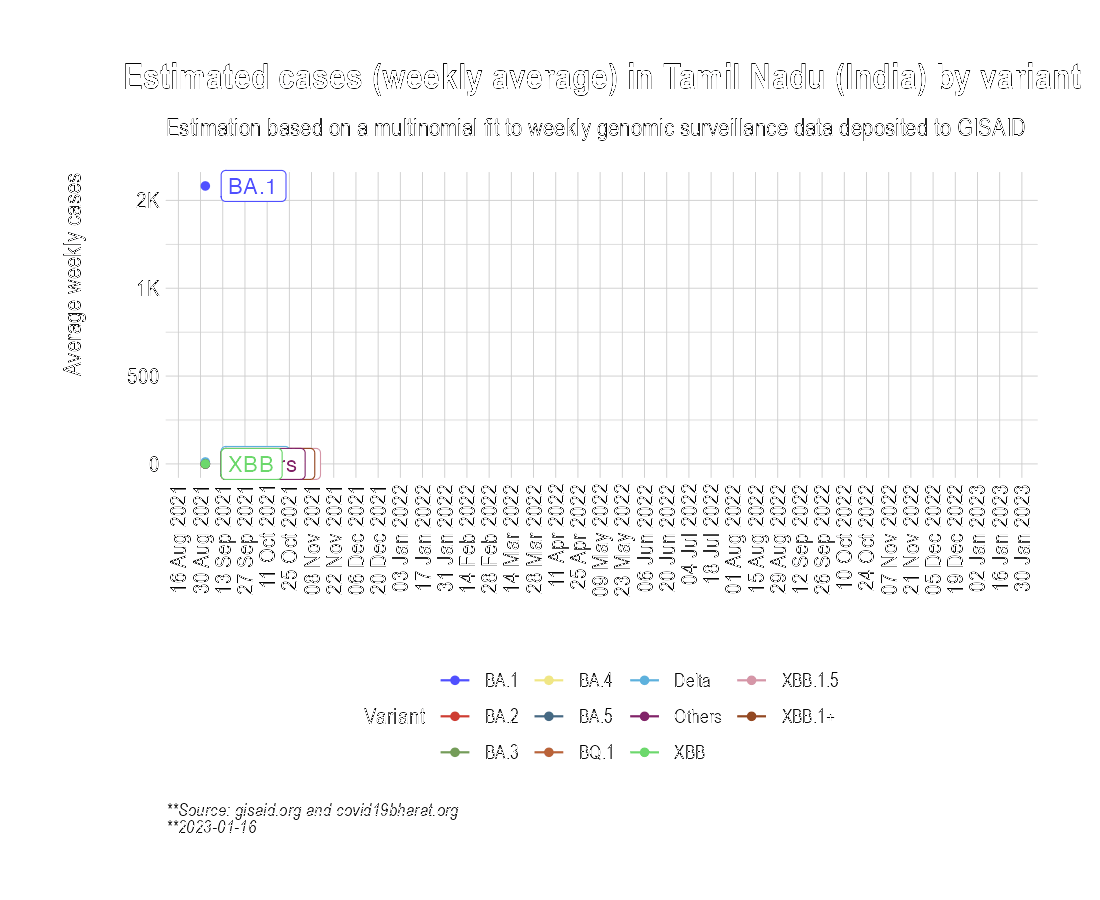 Estimated cases (weekly average) in Tamil Nadu (India) by variant
Estimation based on a multinomial fit to weekly genomic surveillance data deposited to GISAID
Average weekly cases
2K
1K
500
0
BA.1
XBB
rs
16 Aug 2021
30 Aug 2021
13 Sep 2021
27 Sep 2021
11 Oct 2021
25 Oct 2021
08 Nov 2021
22 Nov 2021
06 Dec 2021
20 Dec 2021
03 Jan 2022
17 Jan 2022
31 Jan 2022
14 Feb 2022
28 Feb 2022
14 Mar 2022
28 Mar 2022
11 Apr 2022
25 Apr 2022
09 May 2022
23 May 2022
06 Jun 2022
20 Jun 2022
04 Jul 2022
18 Jul 2022
01 Aug 2022
15 Aug 2022
29 Aug 2022
12 Sep 2022
26 Sep 2022
10 Oct 2022
24 Oct 2022
07 Nov 2022
21 Nov 2022
05 Dec 2022
19 Dec 2022
02 Jan 2023
16 Jan 2023
30 Jan 2023
Variant
BA.1
BA.2
BA.3
BA.4
BA.5
BQ.1
Delta
Others
XBB
XBB.1.5
XBB.1+
**Source: gisaid.org and covid19bharat.org
**2023-01-16